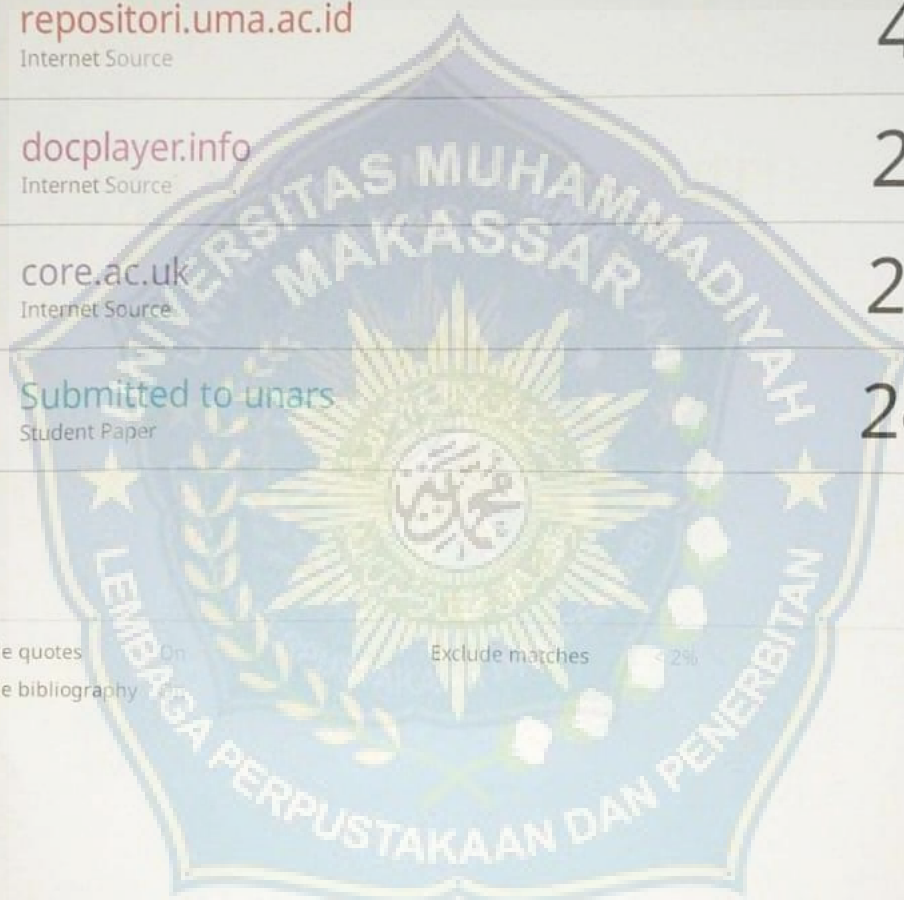 repositori.uma.ac.id
Internet Source
4
docplayer.info
Internet Source
2
core.ac.uk
Internet Source
2
Submitted to unars
Student Paper
2
e quotes On Exclude matches < 2%
e bibliography
UNIVERSITAS MUHAMMADIYAH
MAKASSAR
LEMBAGA PERPUSTAKAAN DAN PENERBITAN